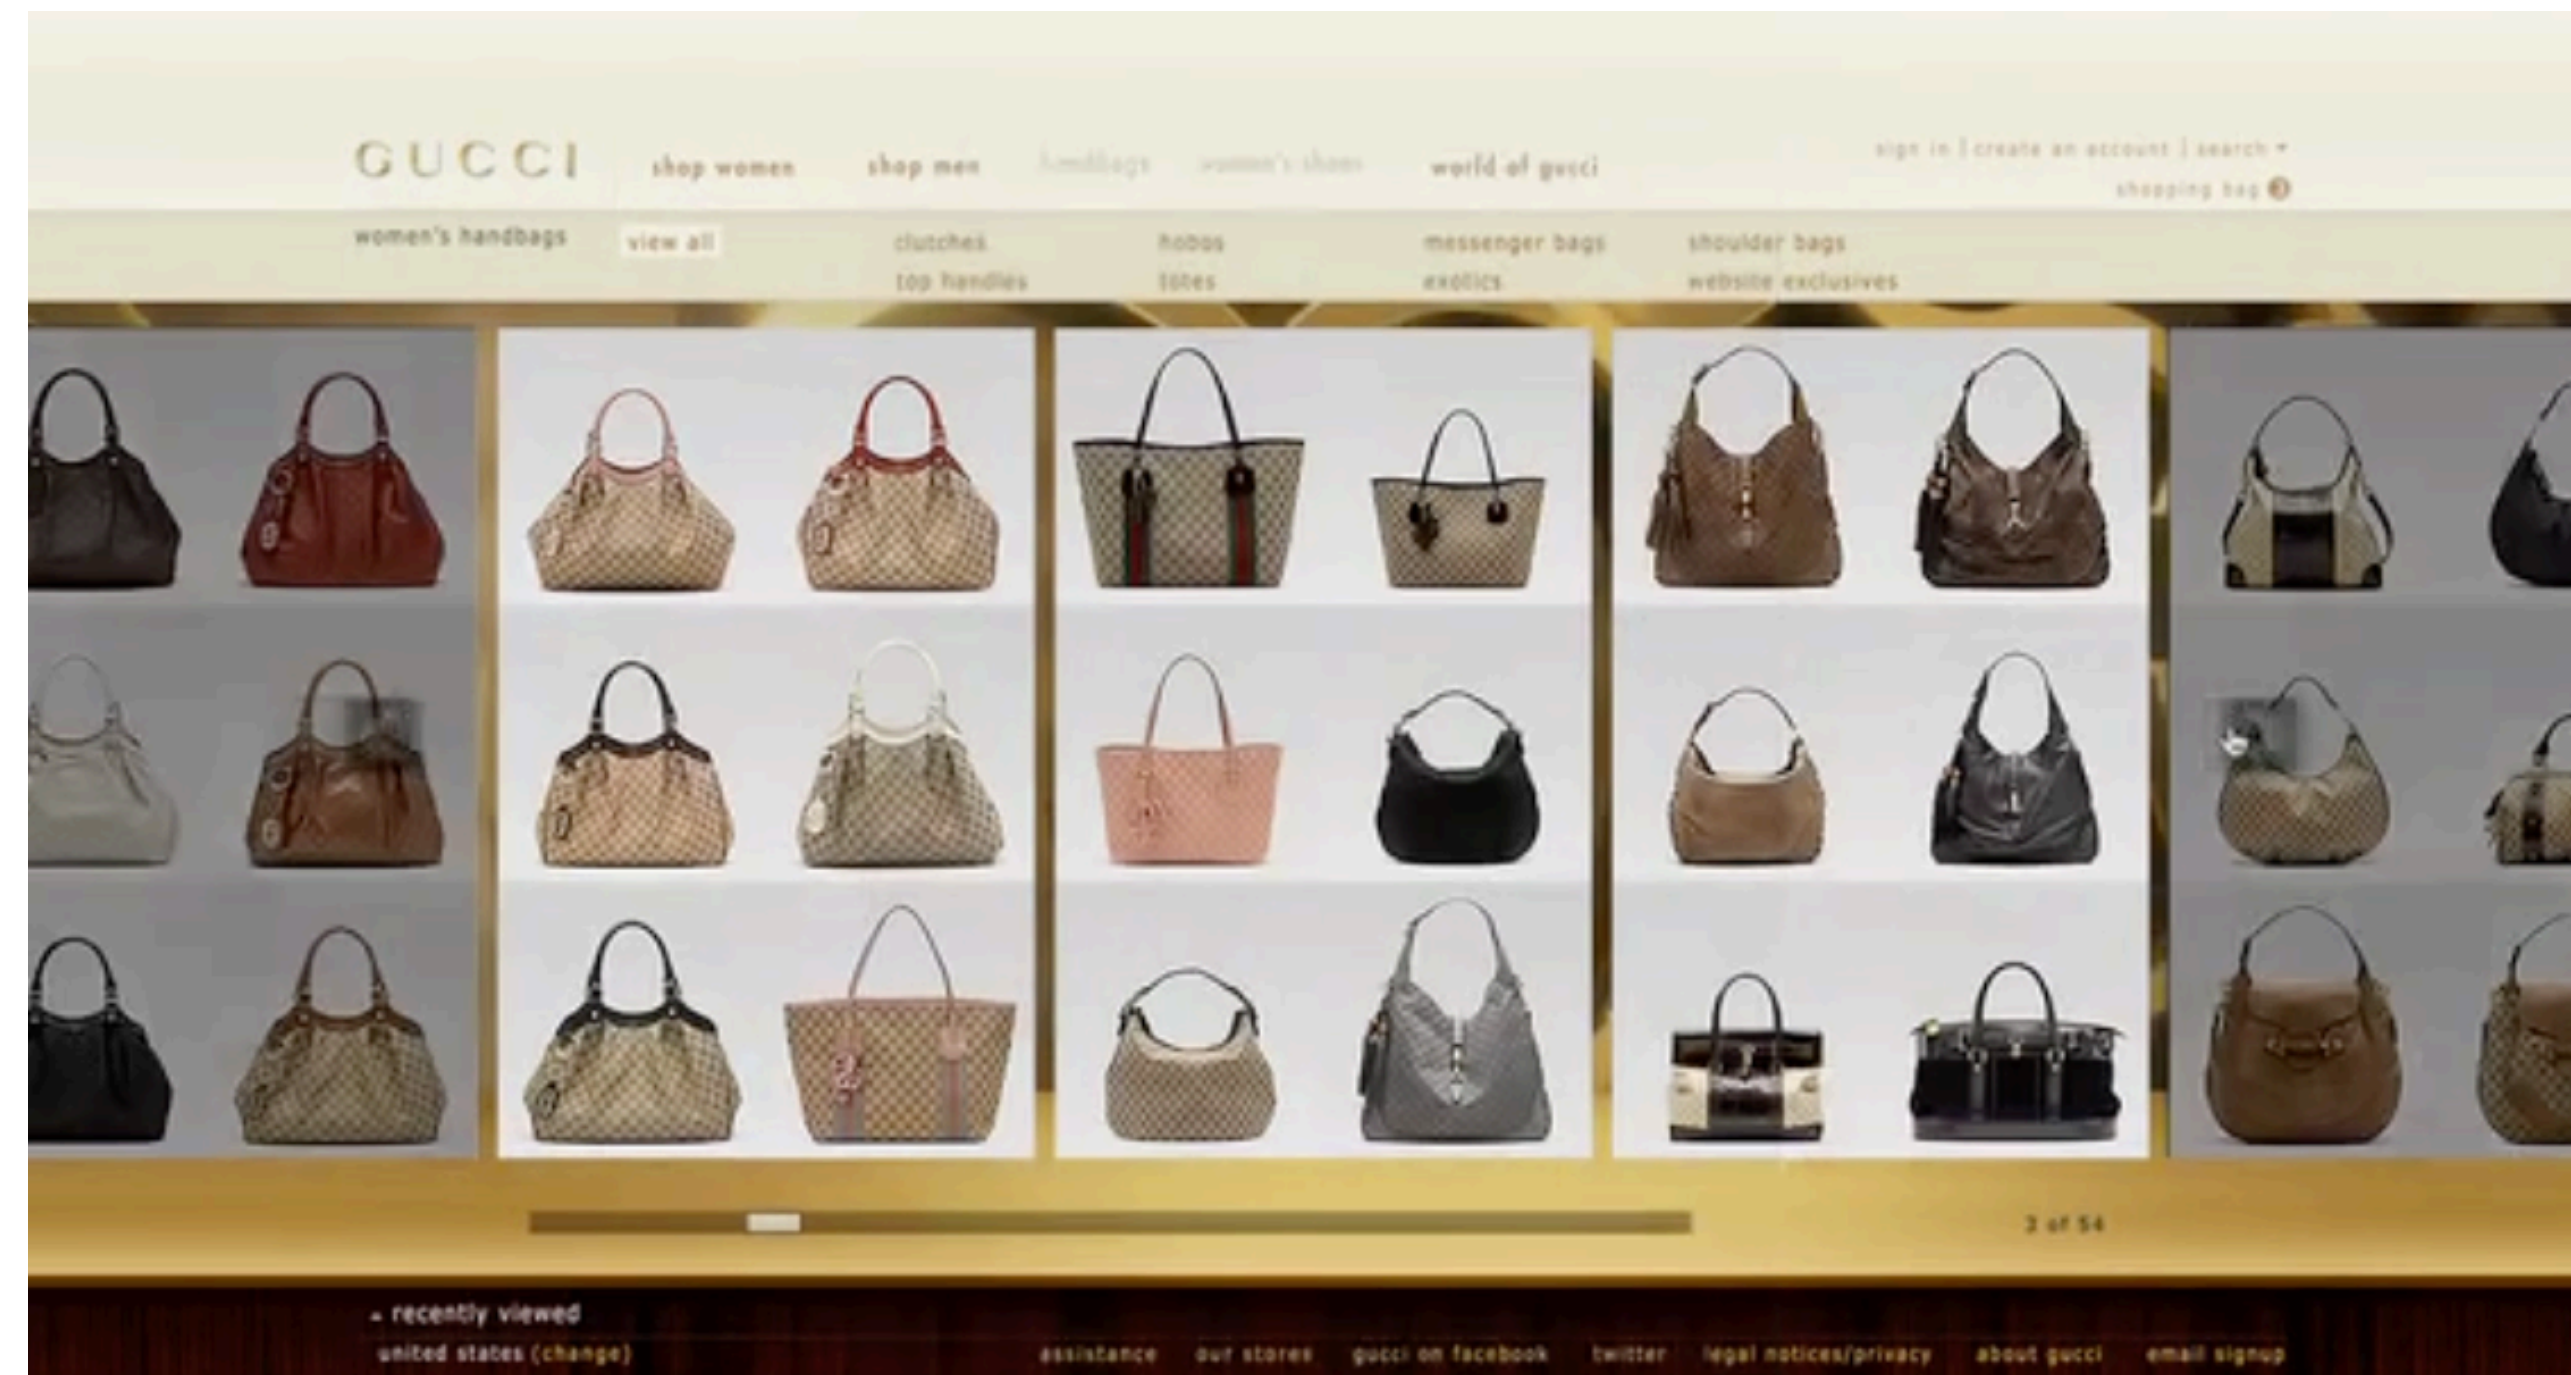 GUCCI
shop women
shop men
handbags
women's shoes
world of gucci
sign in | create an account | search
shopping bag
women's handbags
view all
clutches
hobos
messenger bags
shoulder bags
top handles
totes
exotics
website exclusives
of 54
recently viewed
united states (change)
assistance
our stores
gucci on facebook
twitter
legal notices/privacy
about gucci
email signup